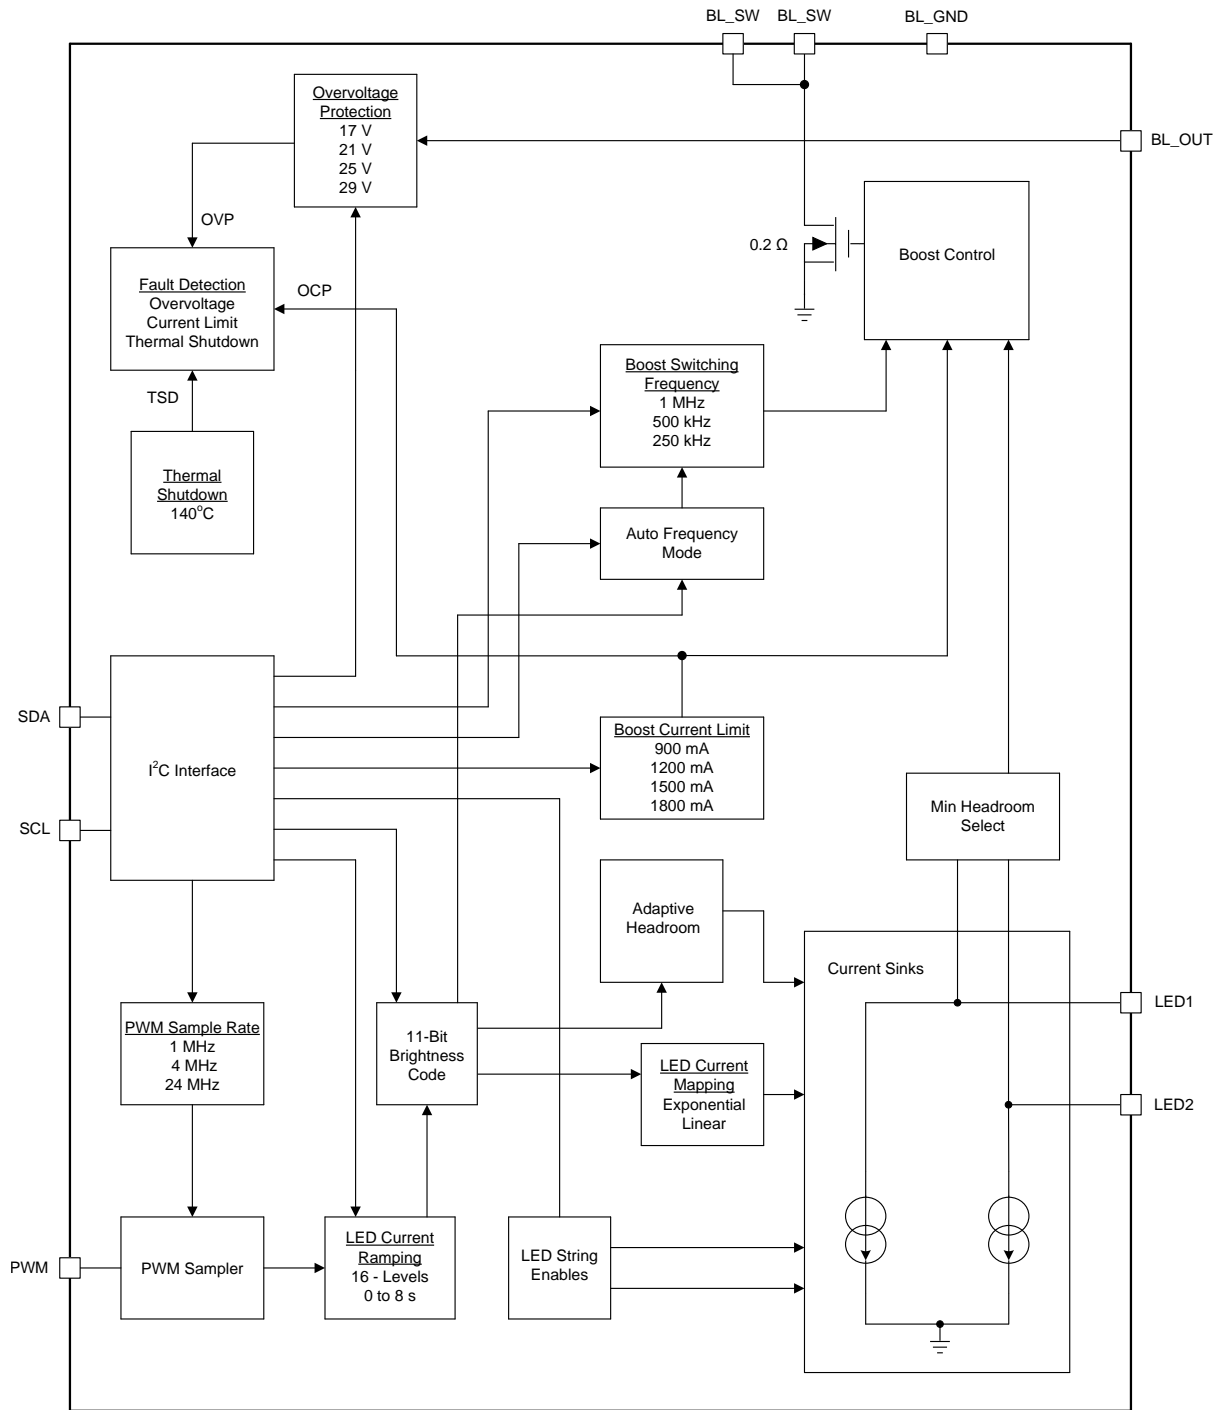 BL_SW
BL_SW
BL_GND
Overvoltage
Protection
17 V
21 V
25 V
29 V
BL_OUT
OVP
0.2 Ω
Boost Control
Fault Detection
Overvoltage
Current Limit
Thermal Shutdown
OCP
TSD
Boost Switching
Frequency
1 MHz
500 kHz
250 kHz
Thermal
Shutdown
140°C
Auto Frequency
Mode
SDA
I²C Interface
SCL
Boost Current Limit
900 mA
1200 mA
1500 mA
1800 mA
Min Headroom
Select
Adaptive
Headroom
Current Sinks
LED1
PWM Sample Rate
1 MHz
4 MHz
24 MHz
11-Bit
Brightness
Code
LED Current
Mapping
Exponential
Linear
LED2
PWM
PWM Sampler
LED Current
Ramping
16 - Levels
0 to 8 s
LED String
Enables